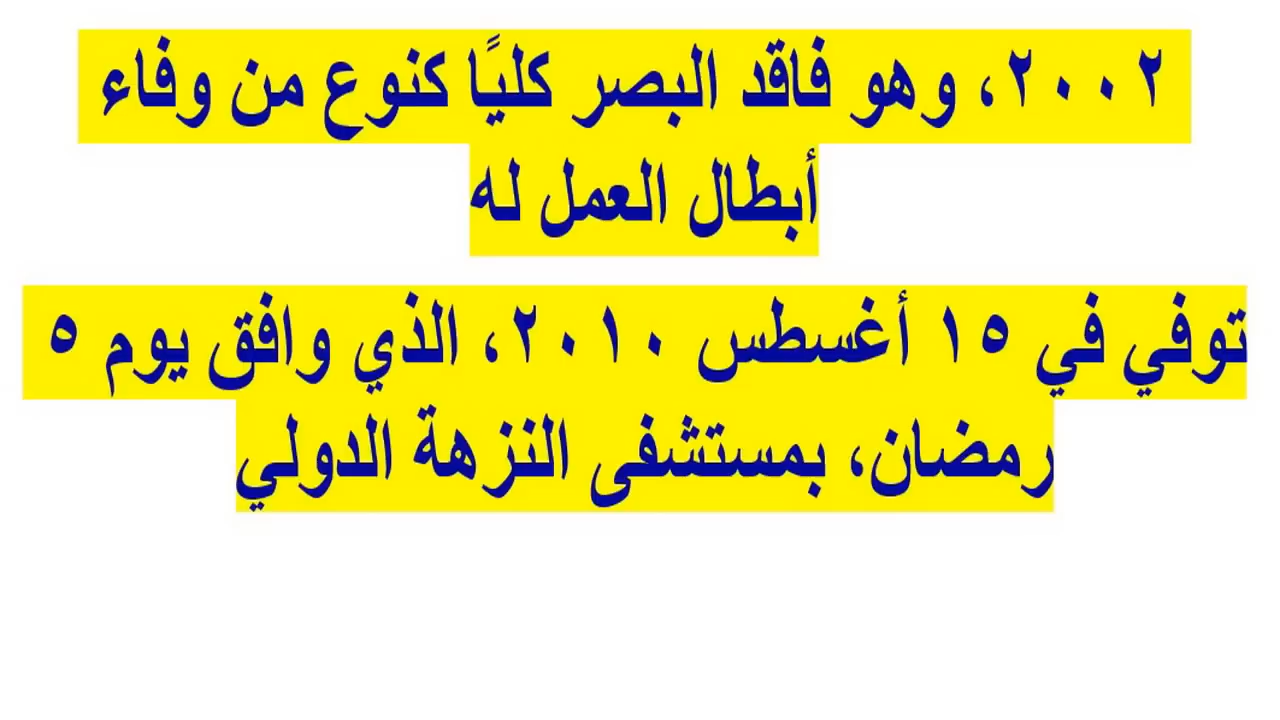 ٢٠٠٢، وهو فاقد البصر كليًا كنوع من وفاء
أبطال العمل له
توفي في ١٥ أغسطس ٢٠١٠، الذي وافق يوم ٥
رمضان، بمستشفى النزهة الدولي